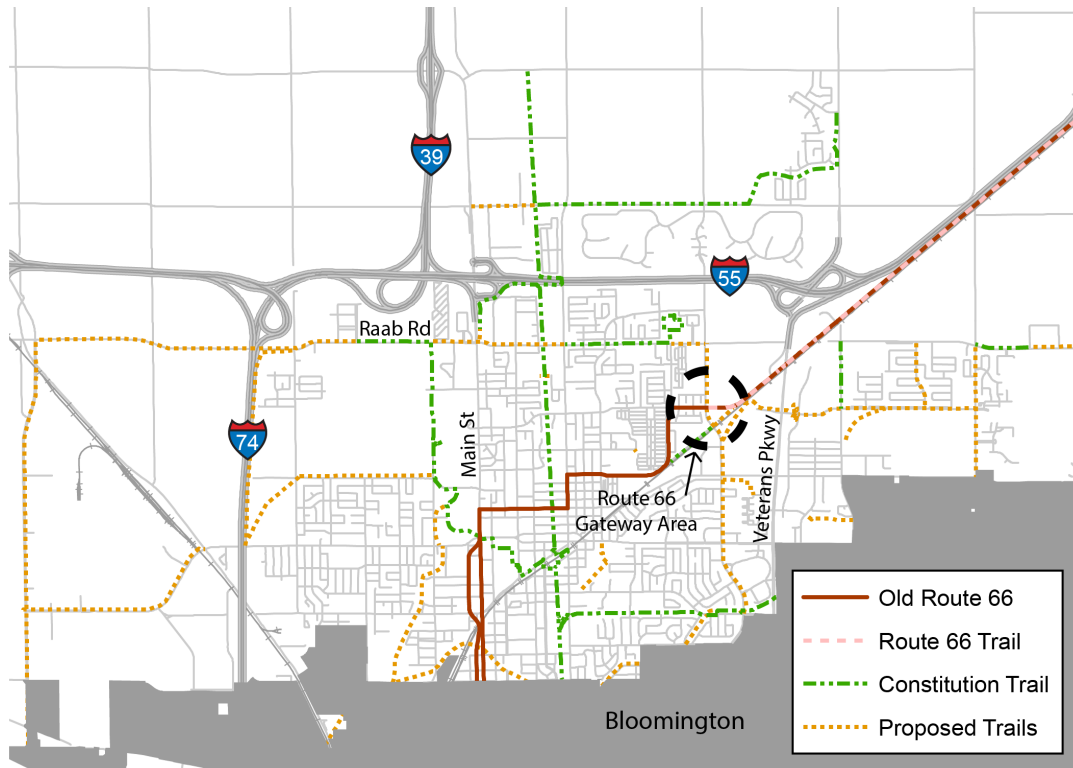 39
55
Raab Rd
74
Main St
Veterans Pkwy
Route 66
Gateway Area
Old Route 66
Route 66 Trail
Constitution Trail
Proposed Trails
Bloomington